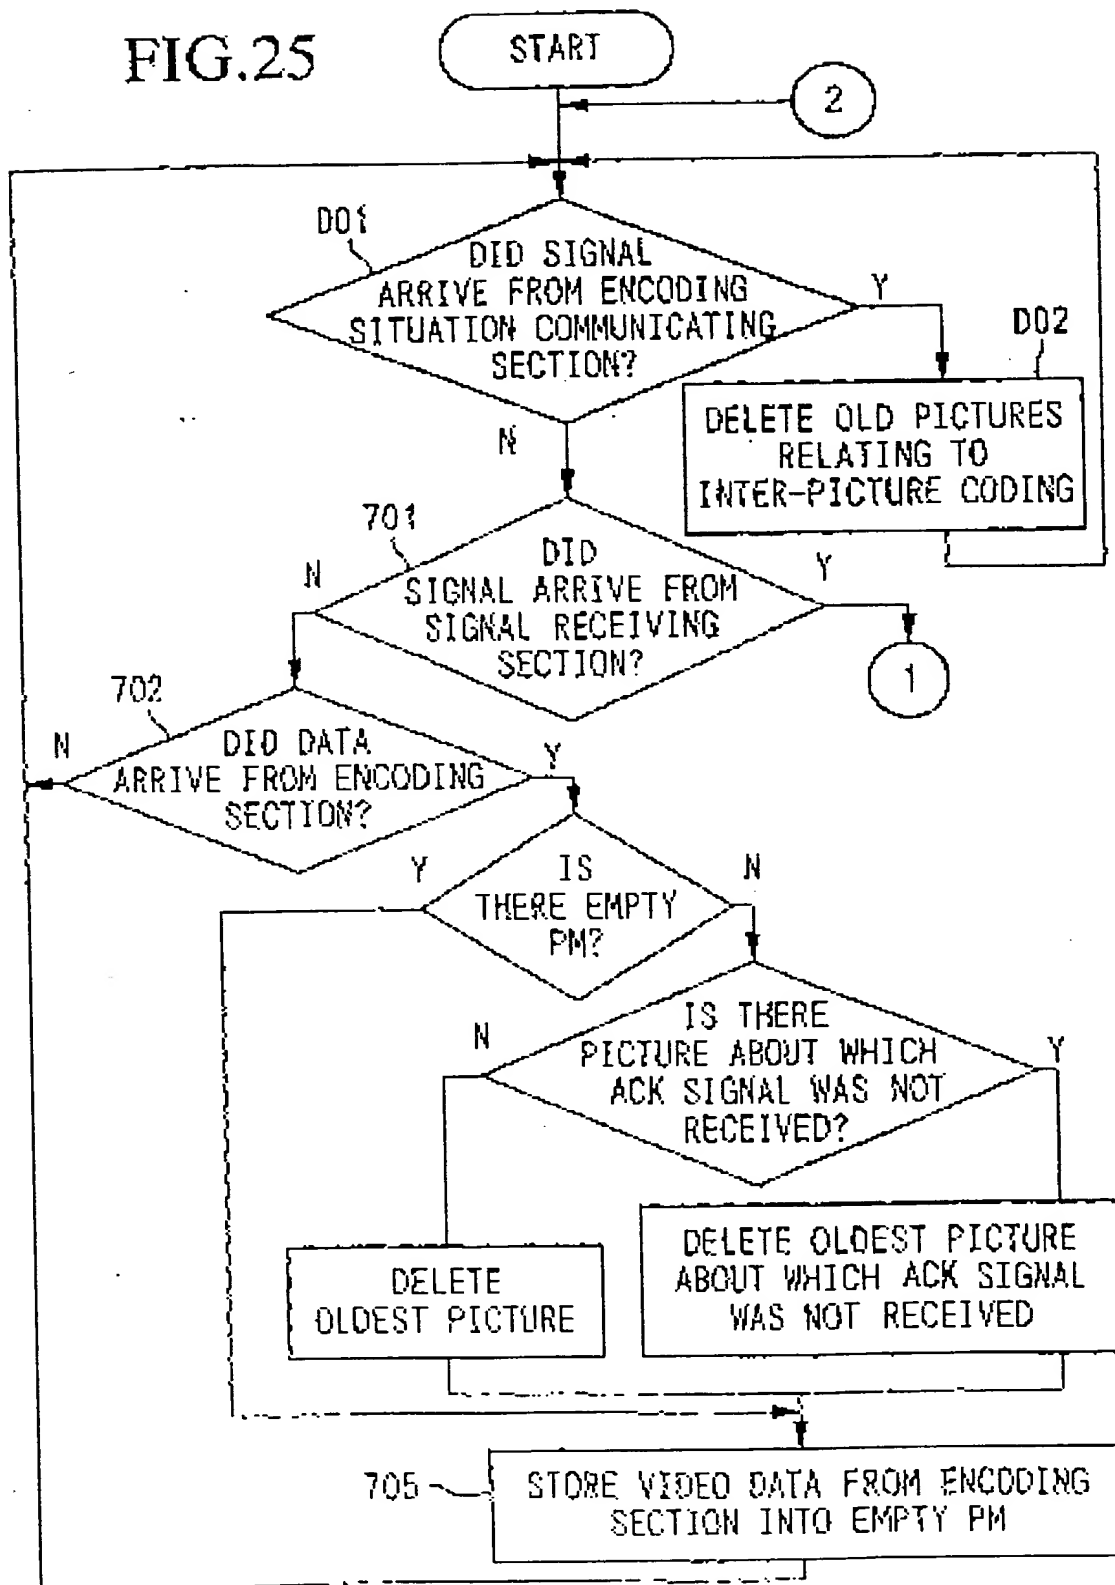 FIG.25
START
2
D01
DID SIGNAL
ARRIVE FROM ENCODING
SITUATION COMMUNICATING
SECTION?
Y
N
D02
DELETE OLD PICTURES
RELATING TO
INTER-PICTURE CODING
701
DID
SIGNAL ARRIVE FROM
SIGNAL RECEIVING
SECTION?
N
Y
1
702
DID DATA
ARRIVE FROM ENCODING
SECTION?
N
Y
IS
THERE EMPTY
PM?
Y
N
IS THERE
PICTURE ABOUT WHICH
ACK SIGNAL WAS NOT
RECEIVED?
N
Y
DELETE
OLDEST PICTURE
DELETE OLDEST PICTURE
ABOUT WHICH ACK SIGNAL
WAS NOT RECEIVED
705
STORE VIDEO DATA FROM ENCODING
SECTION INTO EMPTY PM